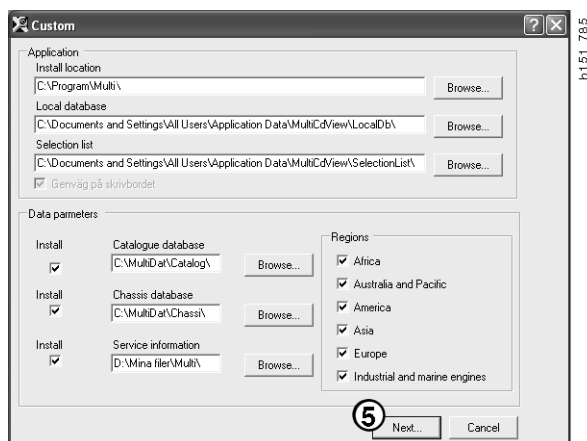 Custom
Application
Install location
C:\Program\Multi\
Browse...
Local database
C:\Documents and Settings\All Users\Application Data\MultiCdView\LocalDb\
Browse...
Selection list
C:\Documents and Settings\All Users\Application Data\MultiCdView\SelectionList\
Browse...
Genväg på skrivbordet
Data parmeters
Install
Catalogue database
C:\MultiDat\Catalog\
Browse...
Install
Chassis database
C:\MultiDat\Chassi\
Browse...
Install
Service information
D:\Mina filer\Multi\
Browse...
Regions
Africa
Australia and Pacific
America
Asia
Europe
Industrial and marine engines
5
Next...
Cancel
b151 785